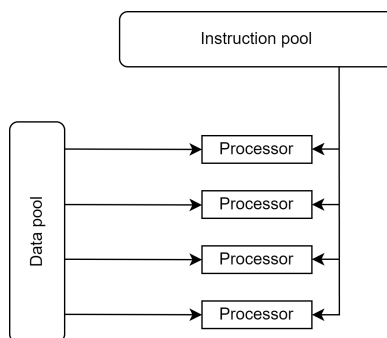 Instruction pool
Data pool
Processor
Processor
Processor
Processor